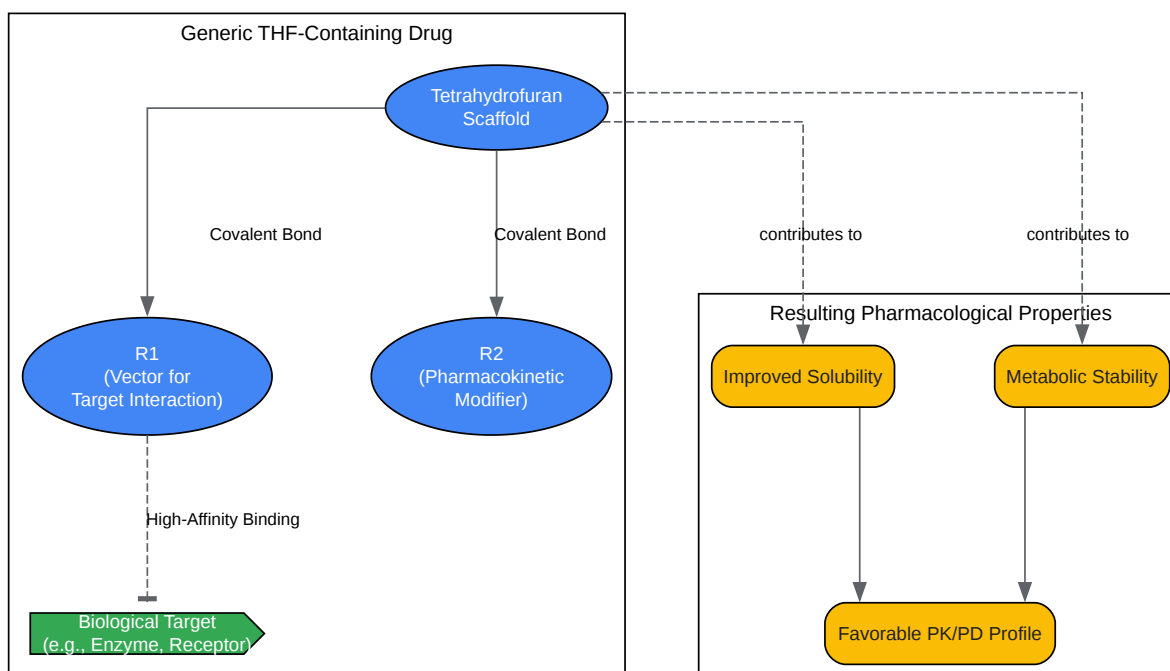 Generic THF-Containing Drug
Tetrahydrofuran
Scaffold
Covalent Bond
Covalent Bond
contributes to
contributes to
Resulting Pharmacological Properties
R1
(Vector for
Target Interaction)
R2
(Pharmacokinetic
Modifier)
Improved Solubility
Metabolic Stability
High-Affinity Binding
Biological Target
(e.g., Enzyme, Receptor)
Favorable PK/PD Profile